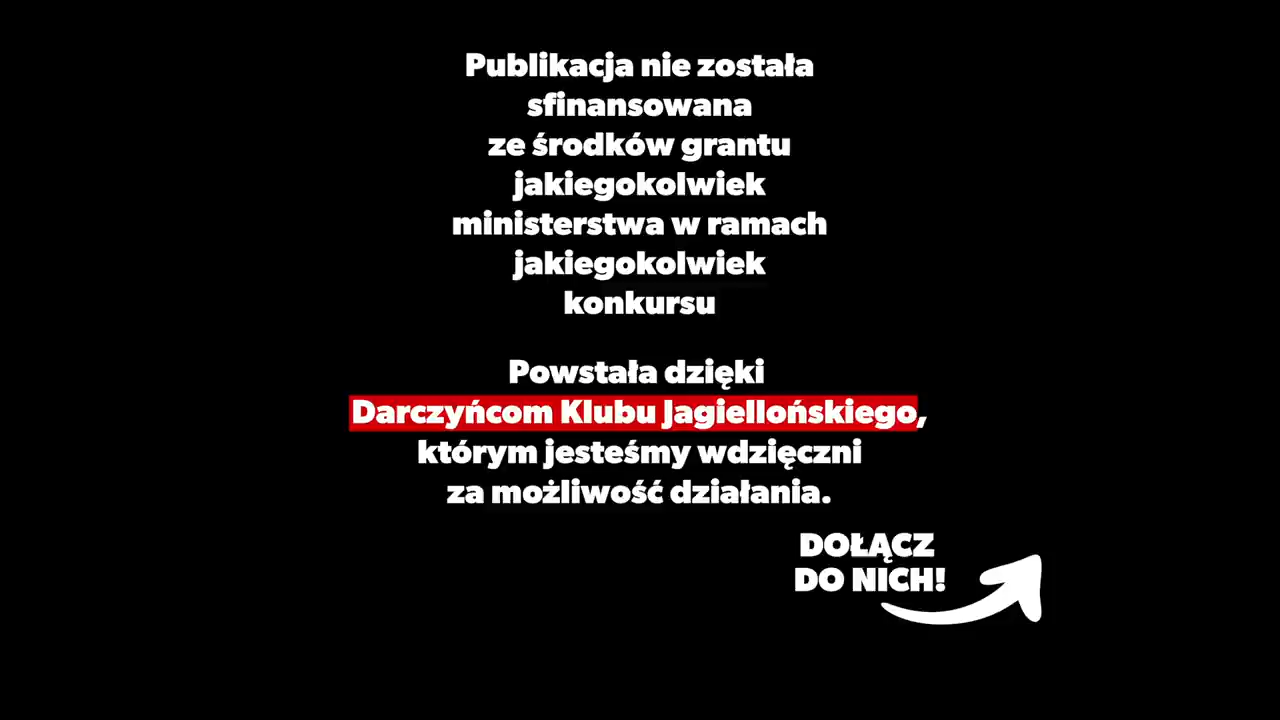 Publikacja nie została
sfinansowana
ze środków grantu
jakiegokolwiek
ministerstwa w ramach
jakiegokolwiek
konkursu
Powstała dzięki
Darczyńcom Klubu Jagiellońskiego,
którym jesteśmy wdzięczni
za możliwość działania.
DOŁĄCZ
DO NICH!